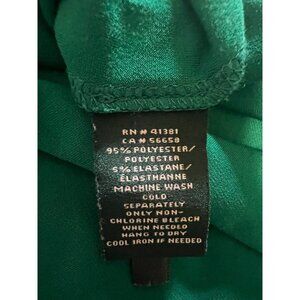 RN # 41381
CA # 56658
95% POLYESTER/
POLYESTER
5% ELASTANE/
ELASTHANNE
MACHINE WASH
COLD
SEPARATELY
ONLY NON-
CHLORINE BLEACH
WHEN NEEDED
HANG TO DRY
COOL IRON IF NEEDED